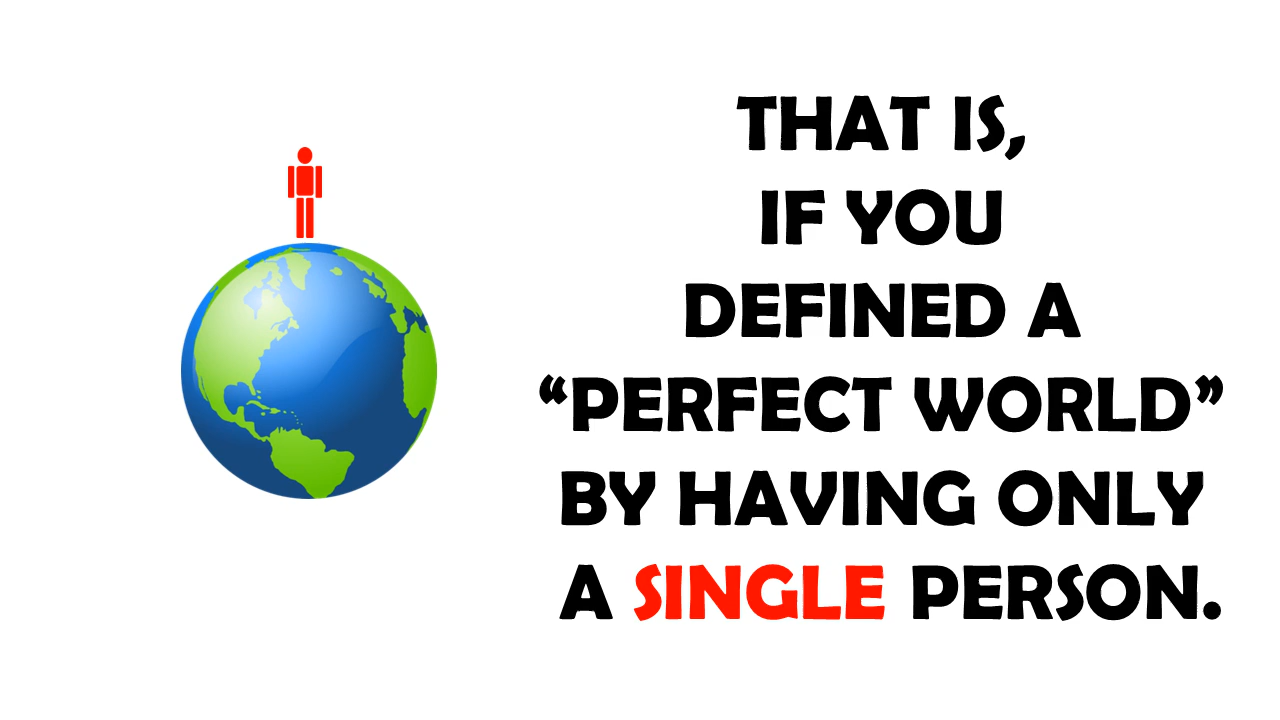 THAT IS,
IF YOU
DEFINED A
“PERFECT WORLD”
BY HAVING ONLY
A SINGLE PERSON.